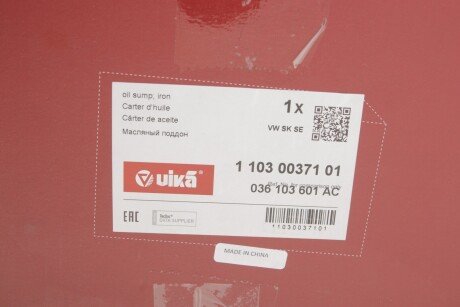 oil sump, iron
Carter d'huile
Cárter de aceite
Масляный поддон
1x
VW SK SE
1 103 00371 01
036 103 601 AC
VIKA
EAC
TecDoc
DATA SUPPLIER
11030037101
MADE IN CHINA